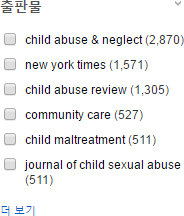 출판물
child abuse & neglect (2,870)
new york times (1,571)
child abuse review (1,305)
community care (527)
child maltreatment (511)
journal of child sexual abuse
(511)
더 보기